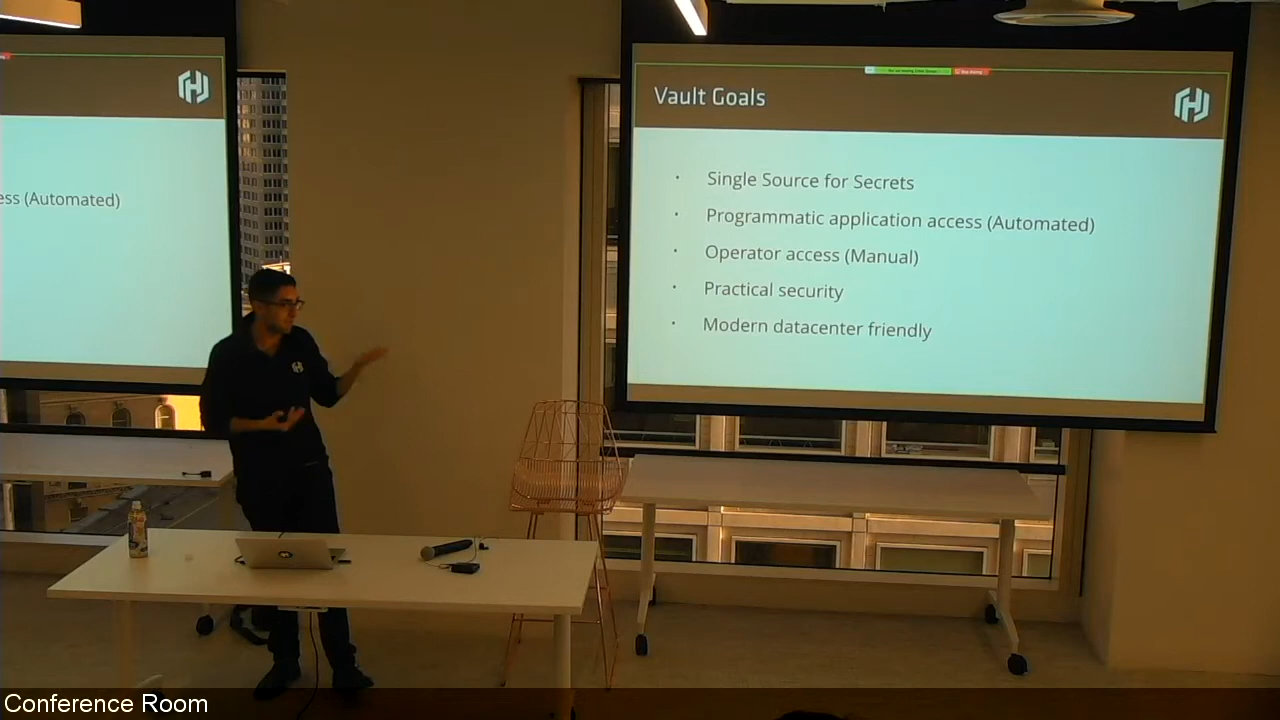 Vault Goals
ess (Automated)
• Single Source for Secrets
• Programmatic application access (Automated)
• Operator access (Manual)
• Practical security
• Modern datacenter friendly
Conference Room